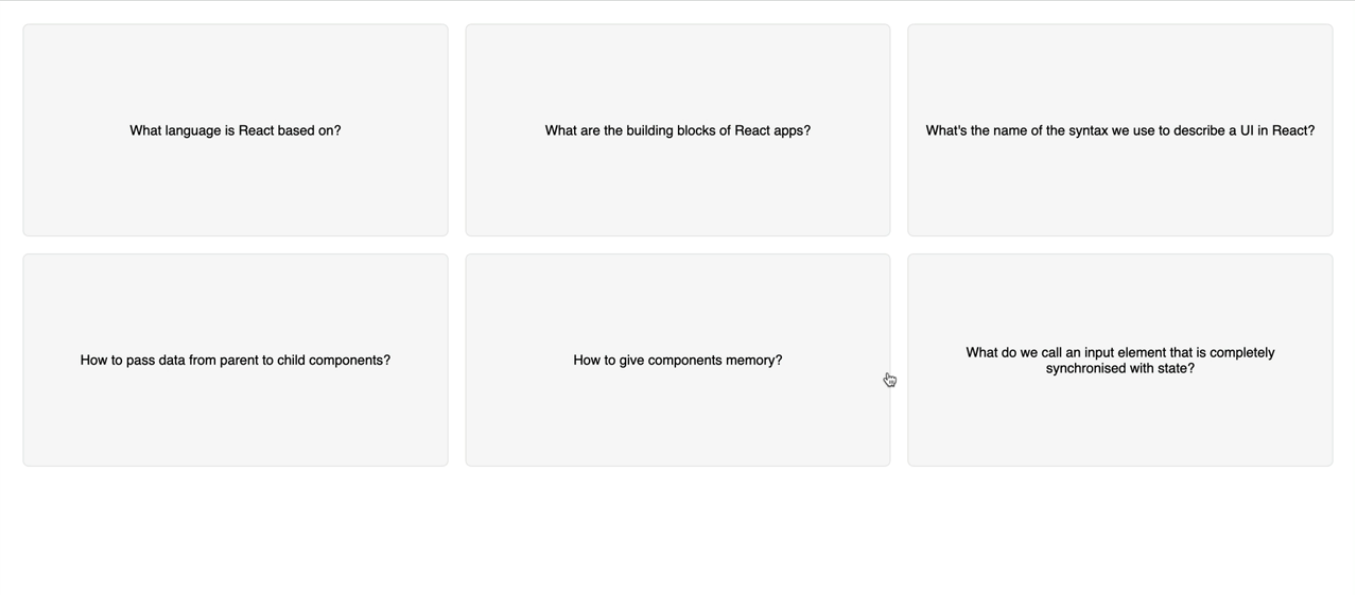 What language is React based on?
What are the building blocks of React apps?
What's the name of the syntax we use to describe a UI in React?
How to pass data from parent to child components?
How to give components memory?
What do we call an input element that is completely
synchronised with state?